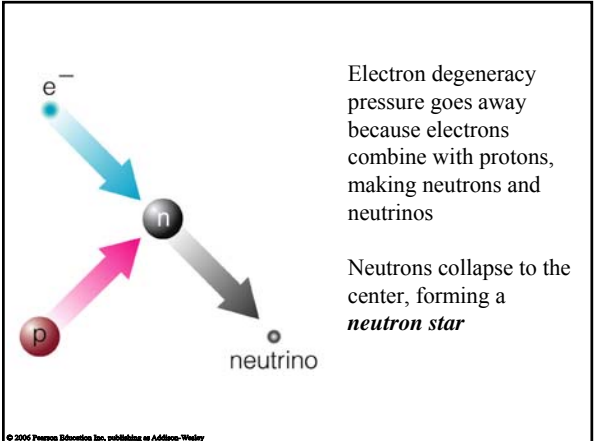 e⁻
n
p
neutrino
Electron degeneracy
pressure goes away
because electrons
combine with protons,
making neutrons and
neutrinos
Neutrons collapse to the
center, forming a
neutron star
© 2006 Pearson Education Inc, publishing as Addison-Wesley